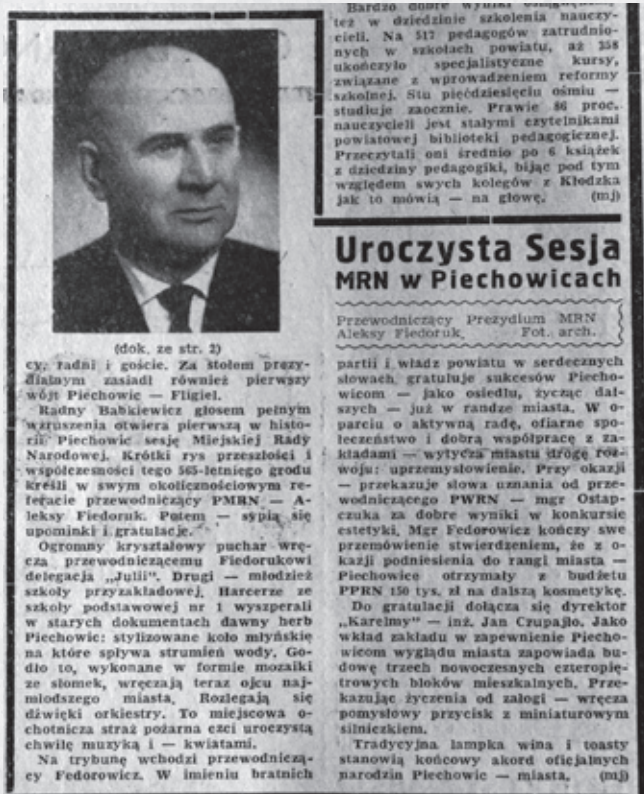 Bardzo dobre wyniki
też w dziedzinie szkolenia nauczy-
cieli. Na 517 pedagogów zatrudnio-
nych w szkołach powiatu, aż 358
ukończyło specjalistyczne kursy,
związane z wprowadzeniem reformy
szkolnej. Stu pięćdziesięciu ośmiu —
studiuje zaocznie. Prawie 86 proc.
nauczycieli jest stałymi czytelnikami
powiatowej biblioteki pedagogicznej.
Przeczytali oni średnio po 6 książek
z dziedziny pedagogiki, bijąc pod tym
względem swych kolegów z Kłodzka
jak to mówią — na głowę. (mj)
Uroczysta Sesja
MRN w Piechowicach
Przewodniczący Prezydium MRN
Aleksy Fiedoruk. Fot. arch.
(dok. ze str. 2)
cy, radni i goście. Za stołem prezy-
dialnym zasiadł również pierwszy
wójt Piechowic — Fligiel.
Radny Babkiewicz głosem pełnym
wzruszenia otwiera pierwszą w histo-
rii Piechowic sesję Miejskiej Rady
Narodowej. Krótki rys przeszłości i
współczesności tego 565-letniego grodu
kreśli w swym okolicznościowym re-
feracie przewodniczący PMRN — A-
leksy Fiedoruk. Potem — sypią się
upominki i gratulacje.
Ogromny kryształowy puchar wrę-
cza przewodniczącemu Fiedorukowi
delegacja „Julii”. Drugi — młodzież
szkoły przyzakładowej. Harcerze ze
szkoły podstawowej nr 1 wyszperali
w starych dokumentach dawny herb
Piechowic: stylizowane koło młyńskie
na które spływa strumień wody. Go-
dło to, wykonane w formie mozaiki
ze słomek, wręczają teraz ojcu naj-
młodszego miasta. Rozlegają się
dźwięki orkiestry. To miejscowa o-
chotnicza straż pożarna czci uroczystą
chwilę muzyką i — kwiatami.
Na trybunę wchodzi przewodniczą-
cy Fedorowicz. W imieniu bratnich
partii i władz powiatu w serdecznych
słowach gratuluje sukcesów Piecho-
wicom — jako osiedlu, życząc dal-
szych — już w randze miasta. W o-
parciu o aktywną radę, ofiarne spo-
łeczeństwo i dobrą współpracę z za-
kładami — wytycza miastu drogę roz-
woju: uprzemysłowienie. Przy okazji
— przekazuje słowa uznania od prze-
wodniczącego PWRN — mgr Ostap-
czuka za dobre wyniki w konkursie
estetyki. Mgr Fedorowicz kończy swe
przemówienie stwierdzeniem, że z o-
kazji podniesienia do rangi miasta —
Piechowice otrzymały z budżetu
PPRN 150 tys. zł na dalszą kosmetykę.
Do gratulacji dołącza się dyrektor
„Karelmy” — inż. Jan Czupajło. Jako
wkład zakładu w zapewnienie Piecho-
wicom wyglądu miasta zapowiada bu-
dowę trzech nowoczesnych czteropię-
trowych bloków mieszkalnych. Prze-
kazując życzenia od załogi — wręcza
pomysłowy przycisk z miniaturowym
silniczkiem.
Tradycyjna lampka wina i toasty
stanowią końcowy akord oficjalnych
narodzin Piechowic — miasta. (mj)